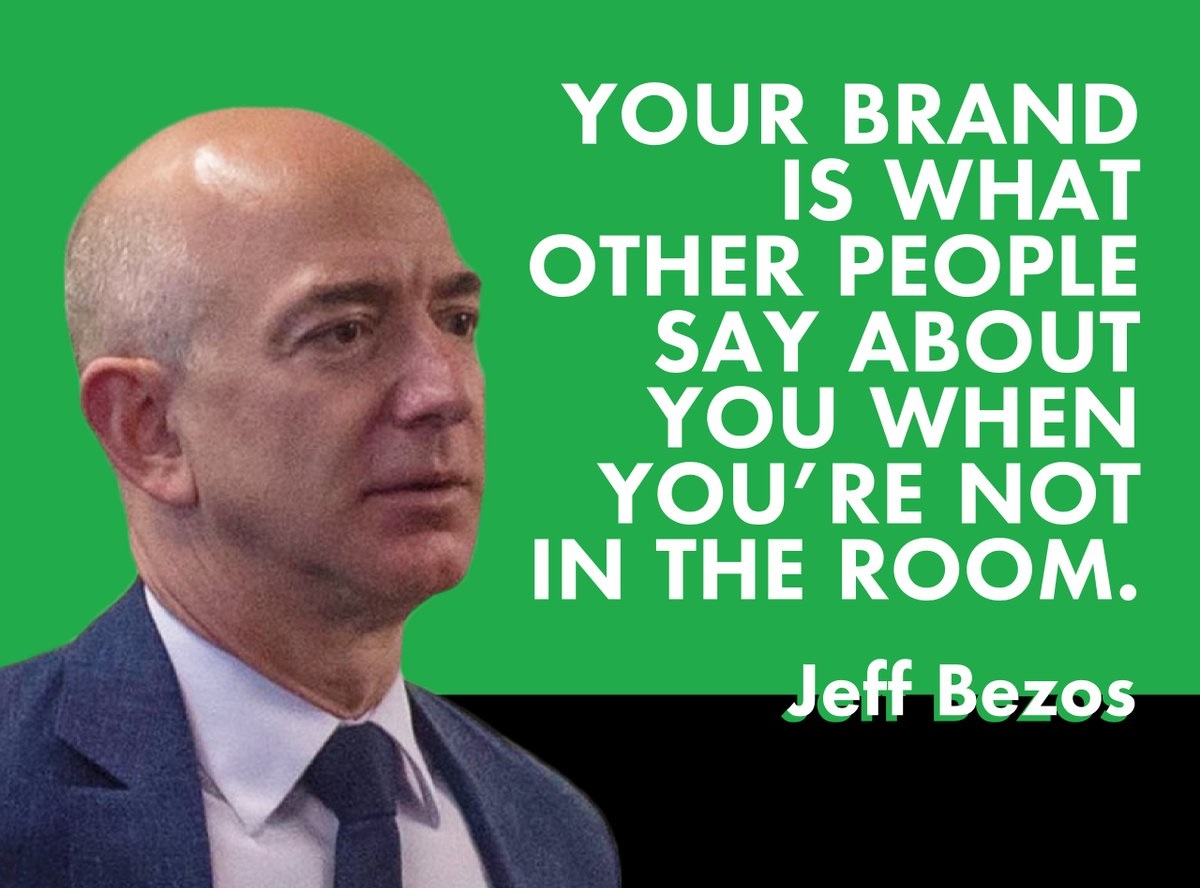 YOUR BRAND
IS WHAT
OTHER PEOPLE
SAY ABOUT
YOU WHEN
YOU’RE NOT
IN THE ROOM.
Jeff Bezos